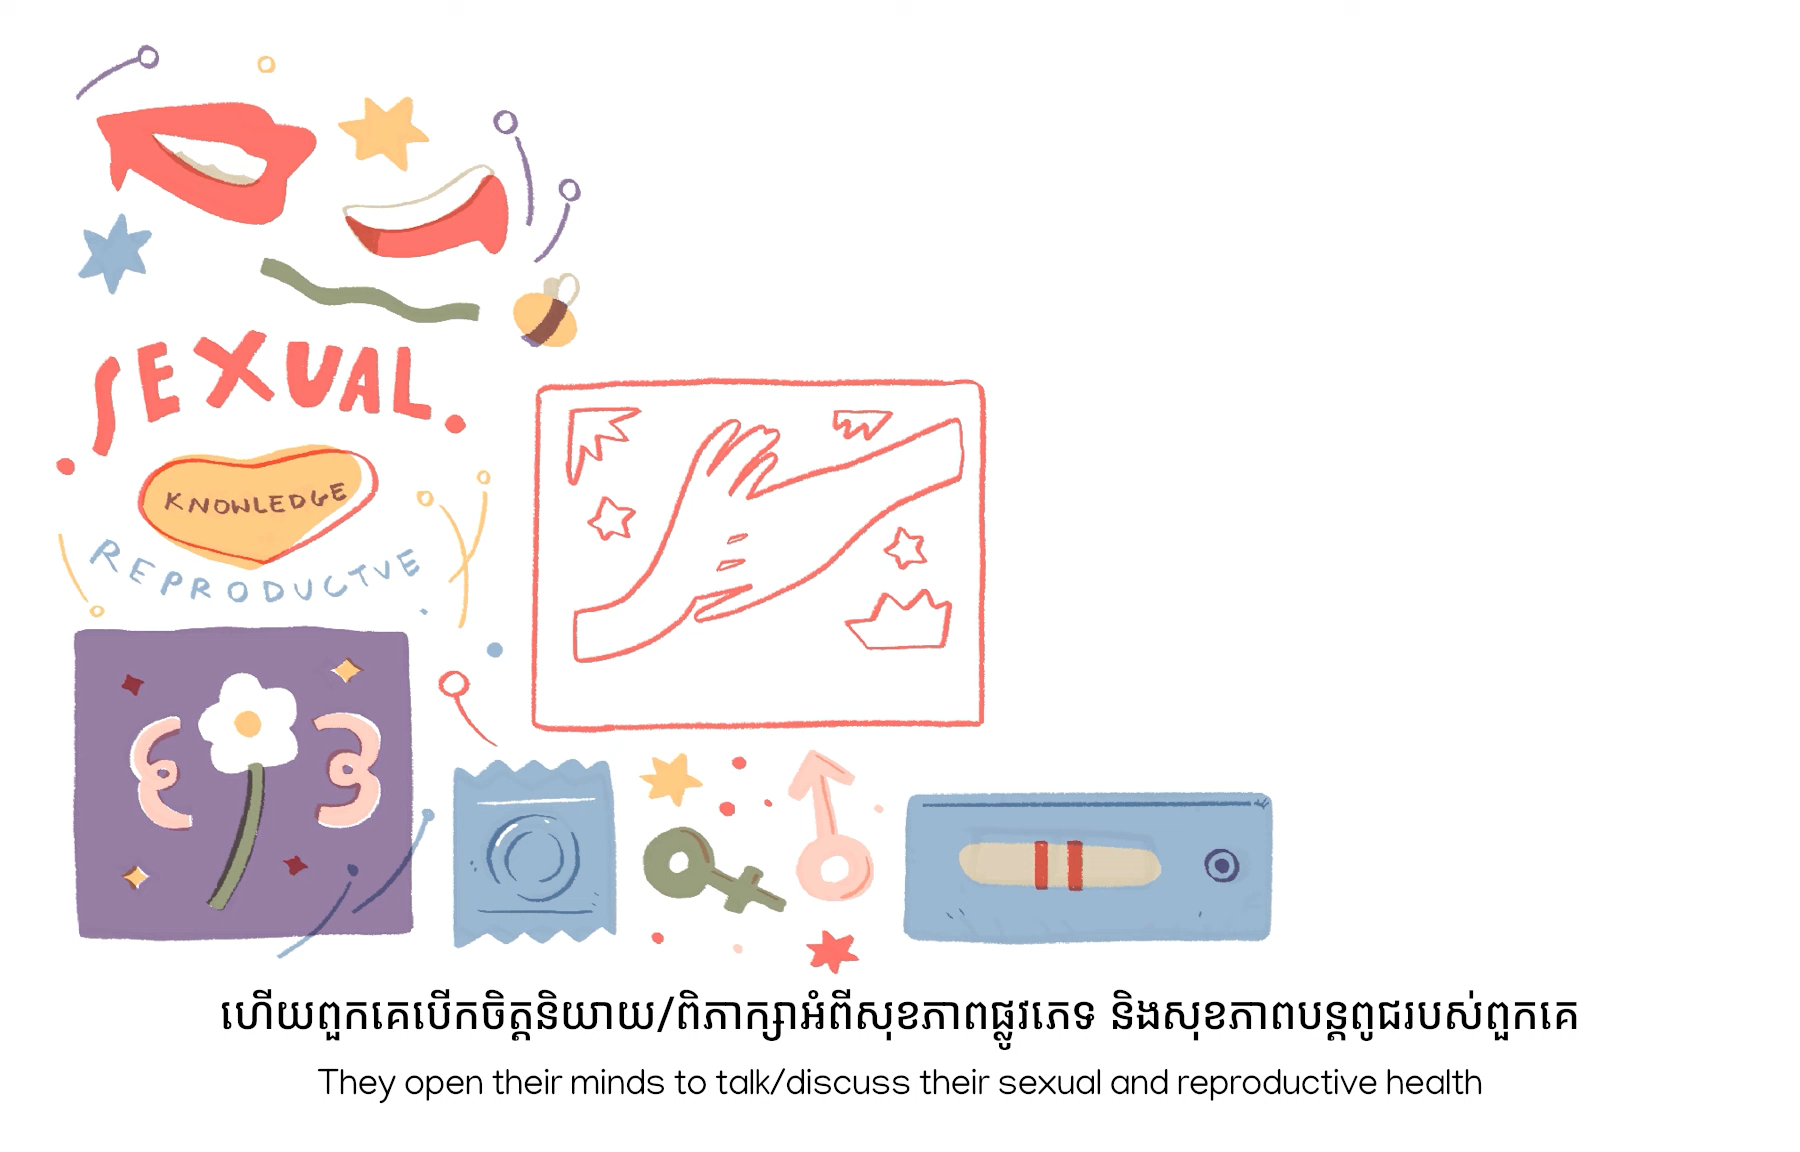 SEXUAL
KNOWLEDGE
REPRODUCTVE
ហើយពួកគេបើកចិត្តនិយាយ/ពិភាក្សាអំពីសុខភាពផ្លូវភេទ និងសុខភាពបន្តពូជរបស់ពួកគេ
They open their minds to talk/discuss their sexual and reproductive health